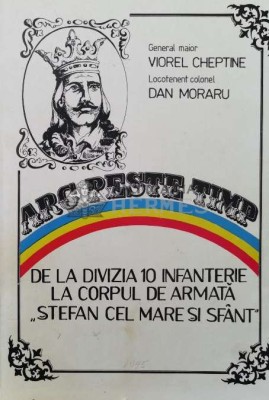 General maior
VIOREL CHEPTINE
Locotenent colonel
DAN MORARU
ARC PESTE TIMP
HERMES
DE LA DIVIZIA 10 INFANTERIE
LA CORPUL DE ARMATĂ
„ŞTEFAN CEL MARE ŞI SFÂNT"